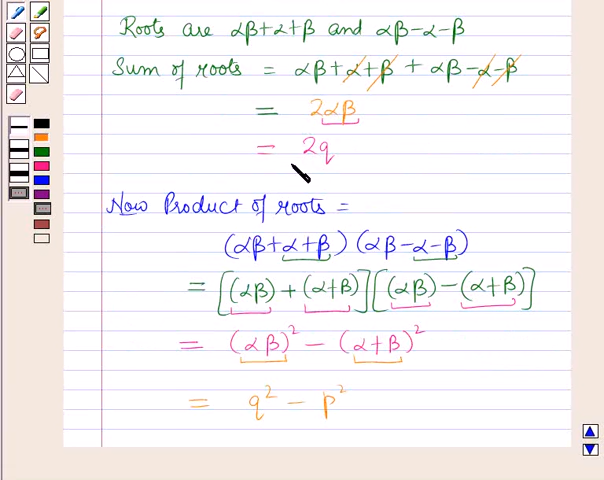 Roots are αβ+α+β and αβ-α-β
Sum of roots = αβ+α+β + αβ-α-β
= 2αβ
= 2q
Now Product of roots =
(αβ+α+β) (αβ-α-β)
= [(αβ)+(α+β)][(αβ)-(α+β)]
= (αβ)² - (α+β)²
= q² - p²